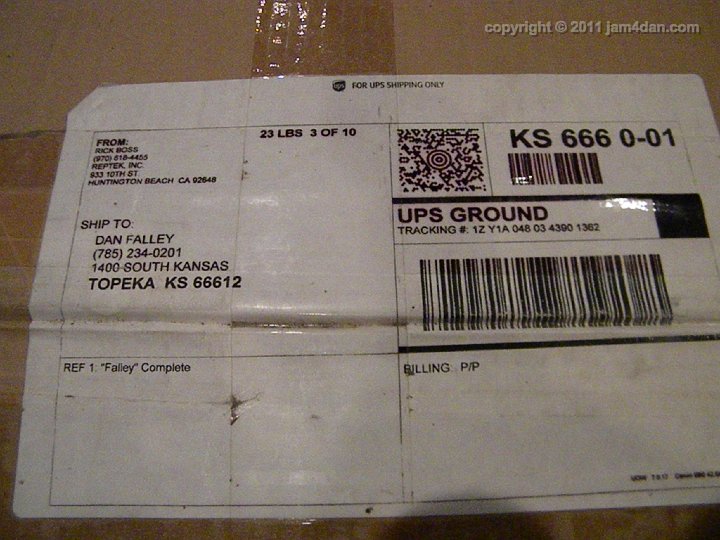 copyright © 2011 jam4dan.com
ups FOR UPS SHIPPING ONLY
FROM:
RICK BOSS
(970) 818-4455
REPTEK, INC.
933 10TH ST.
HUNTINGTON BEACH CA 92648
23 LBS 3 OF 10
SHIP TO:
DAN FALLEY
(785) 234-0201
1400 SOUTH KANSAS
TOPEKA KS 66612
KS 666 0-01
UPS GROUND
TRACKING #: 1Z Y1A 048 03 4390 1362
REF 1: "Falley" Complete
BILLING: P/P